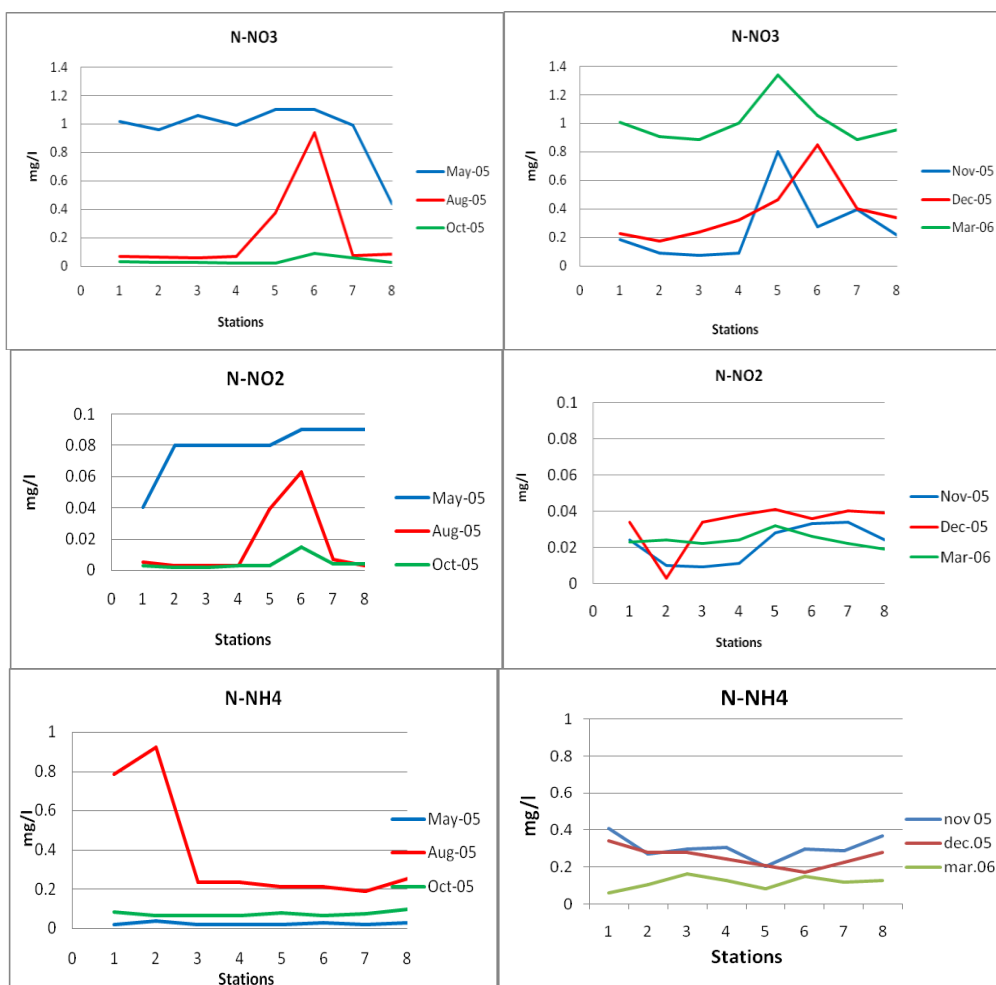 N-NO3
1.4
1.2
1
0.8
0.6
0.4
0.2
0
mg/l
0 1 2 3 4 5 6 7 8
Stations
May-05
Aug-05
Oct-05
N-NO3
1.4
1.2
1
0.8
0.6
0.4
0.2
0
mg/l
0 1 2 3 4 5 6 7 8
Stations
Nov-05
Dec-05
Mar-06
N-NO2
0.1
0.08
0.06
0.04
0.02
0
mg/l
0 1 2 3 4 5 6 7 8
Stations
May-05
Aug-05
Oct-05
N-NO2
0.1
0.08
0.06
0.04
0.02
0
mg/l
0 1 2 3 4 5 6 7 8
Stations
Nov-05
Dec-05
Mar-06
N-NH4
1
0.8
0.6
0.4
0.2
0
mg/l
0 1 2 3 4 5 6 7 8
Stations
May-05
Aug-05
Oct-05
N-NH4
1
0.8
0.6
0.4
0.2
0
mg/l
1 2 3 4 5 6 7 8
Stations
nov 05
dec.05
mar.06